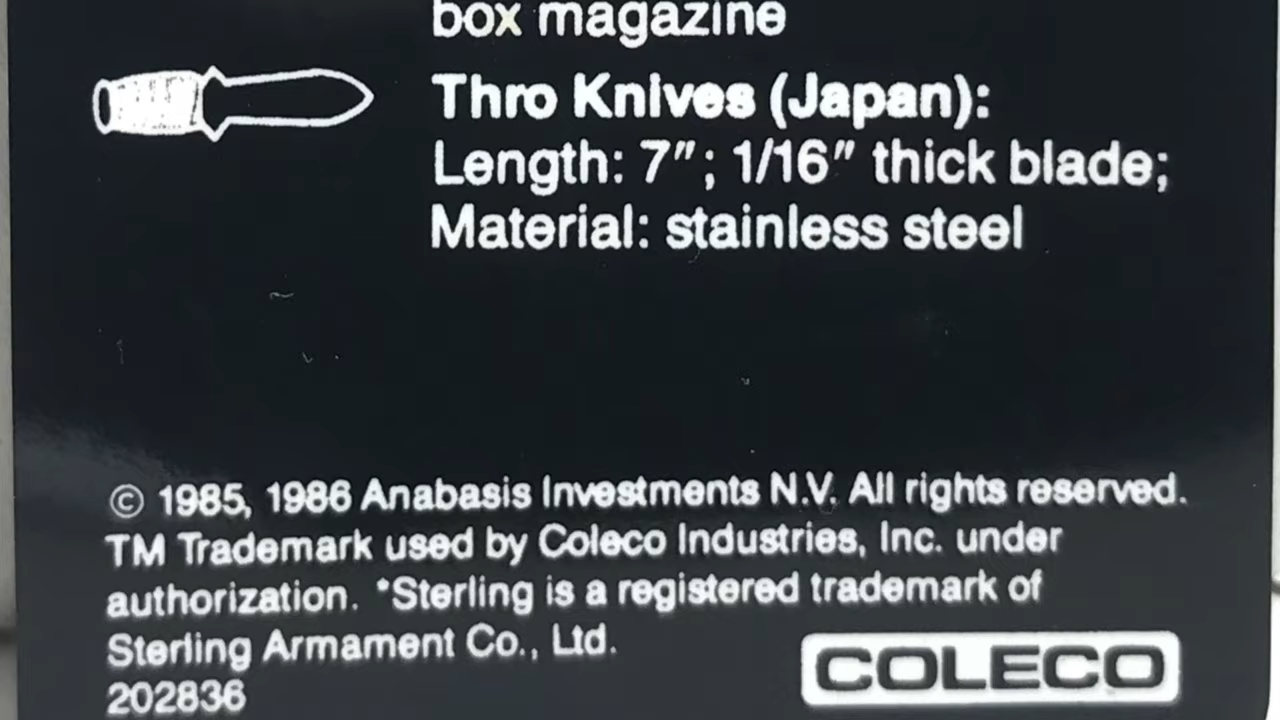 box magazine
Thro Knives (Japan):
Length: 7″; 1/16″ thick blade;
Material: stainless steel
© 1985, 1986 Anabasis Investments N.V. All rights reserved.
TM Trademark used by Coleco Industries, Inc. under
authorization. *Sterling is a registered trademark of
Sterling Armament Co., Ltd.
202836
COLECO